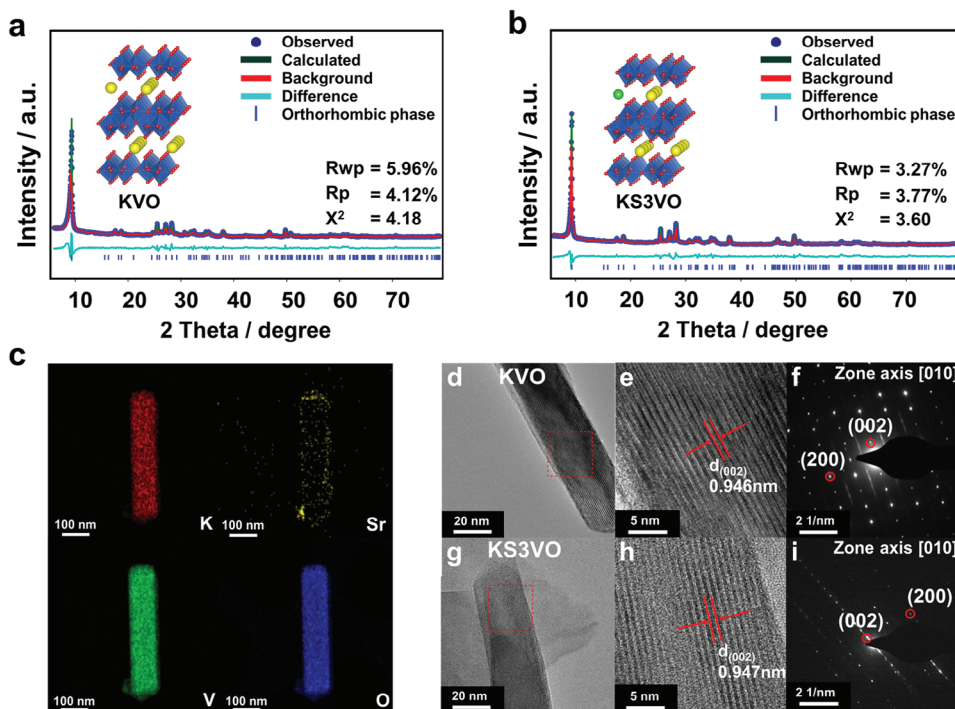 a
Observed
Calculated
Background
Difference
Orthorhombic phase
KVO
Rwp = 5.96%
Rp = 4.12%
X² = 4.18
Intensity / a.u.
10 20 30 40 50 60 70
2 Theta / degree
b
Observed
Calculated
Background
Difference
Orthorhombic phase
KS3VO
Rwp = 3.27%
Rp = 3.77%
X² = 3.60
Intensity / a.u.
10 20 30 40 50 60 70
2 Theta / degree
c
100 nm
K
100 nm
Sr
100 nm
V
100 nm
O
d
KVO
20 nm
e
d(002)
0.946nm
5 nm
f
Zone axis [010]
(002)
(200)
2 1/nm
g
KS3VO
20 nm
h
d(002)
0.947nm
5 nm
i
Zone axis [010]
(200)
(002)
2 1/nm